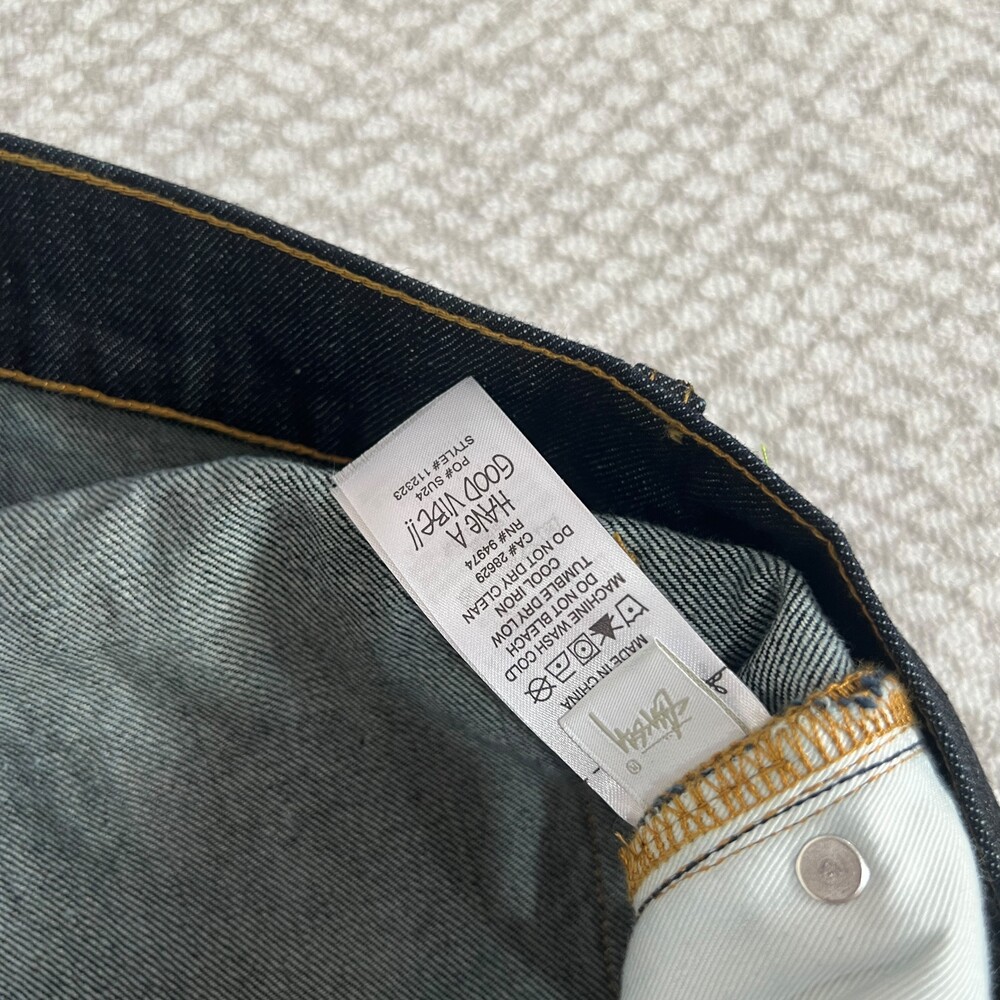 Stüssy
®
MADE IN CHINA
MACHINE WASH COLD
DO NOT BLEACH
TUMBLE DRY LOW
COOL IRON
DO NOT DRY CLEAN
CA# 28629
RN# 94974
HAVE A
GOOD VIBE!!
PO# SU24
STYLE# 112323